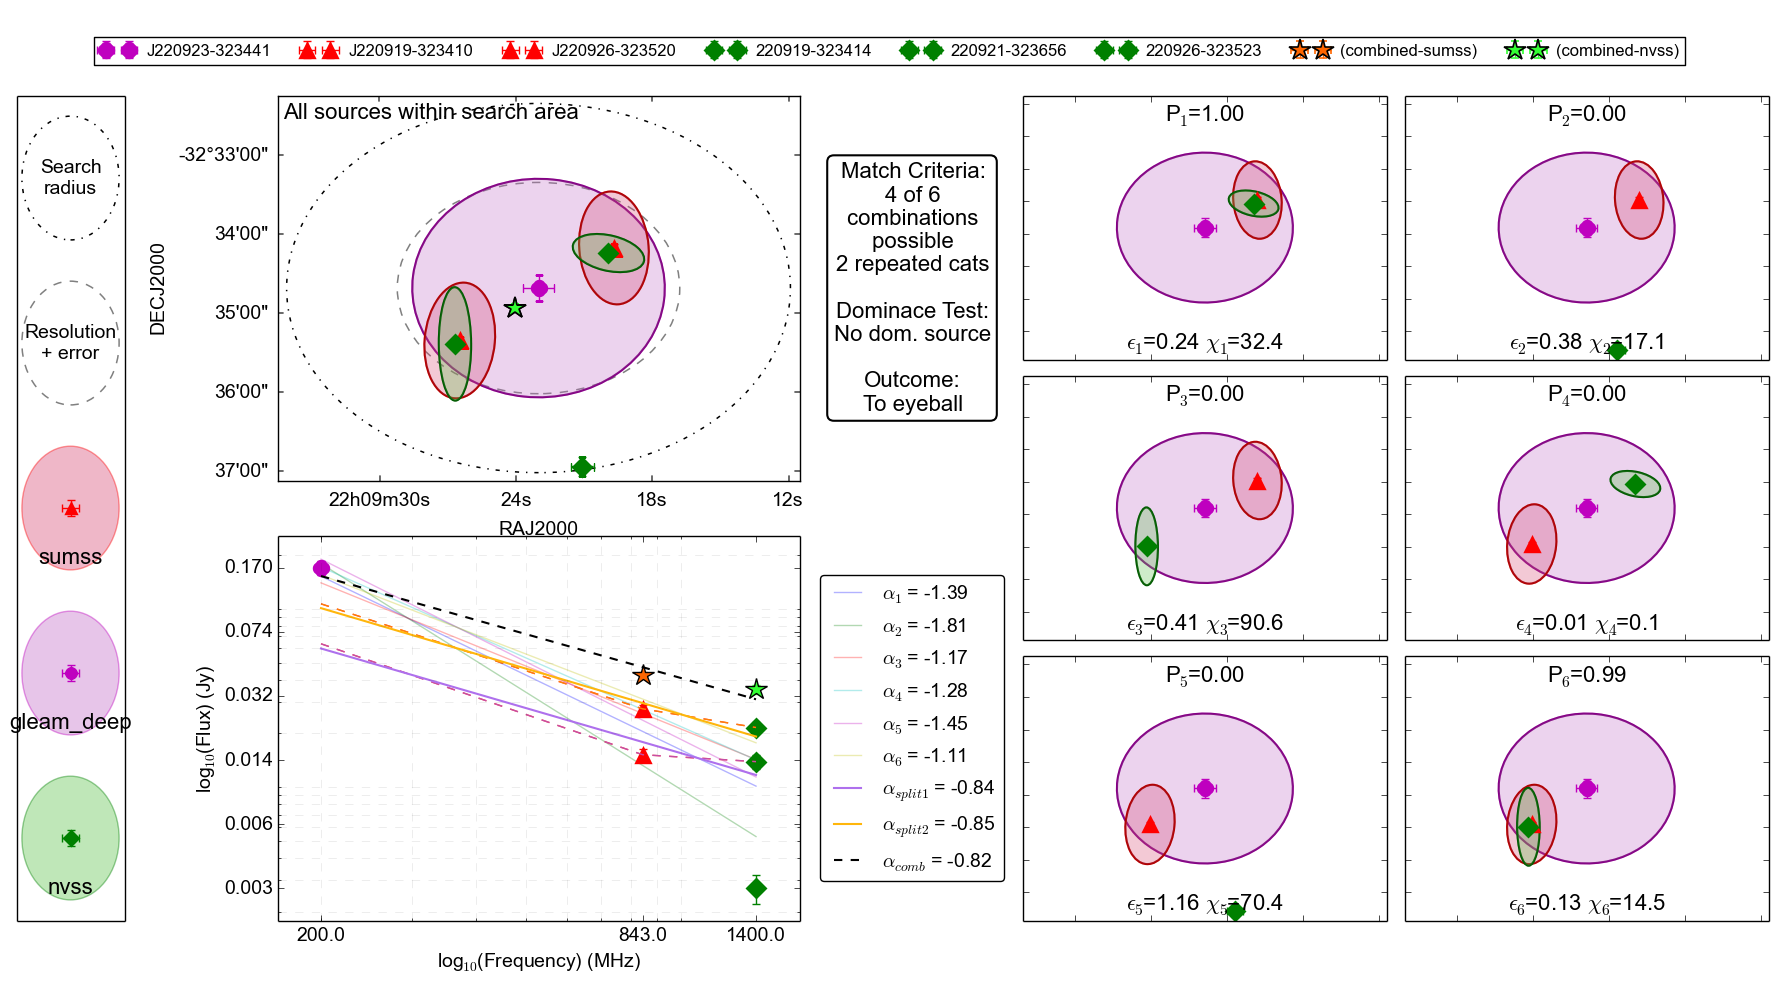 J220923-323441 J220919-323410 J220926-323520 220919-323414 220921-323656 220926-323523 (combined-sumss) (combined-nvss)
Search
radius
Resolution
+ error
sumss
gleam_deep
nvss
All sources within search area
DECJ2000
-32°33'00"
34'00"
35'00"
36'00"
37'00"
22h09m30s 24s 18s 12s
RAJ2000
Match Criteria:
4 of 6
combinations
possible
2 repeated cats
Dominace Test:
No dom. source
Outcome:
To eyeball
log₁₀(Flux) (Jy)
0.170
0.074
0.032
0.014
0.006
0.003
200.0 843.0 1400.0
log₁₀(Frequency) (MHz)
α₁ = -1.39
α₂ = -1.81
α₃ = -1.17
α₄ = -1.28
α₅ = -1.45
α₆ = -1.11
α_split1 = -0.84
α_split2 = -0.85
α_comb = -0.82
P₁=1.00
ϵ₁=0.24 χ₁=32.4
P₂=0.00
ϵ₂=0.38 χ₂=17.1
P₃=0.00
ϵ₃=0.41 χ₃=90.6
P₄=0.00
ϵ₄=0.01 χ₄=0.1
P₅=0.00
ϵ₅=1.16 χ₅=70.4
P₆=0.99
ϵ₆=0.13 χ₆=14.5